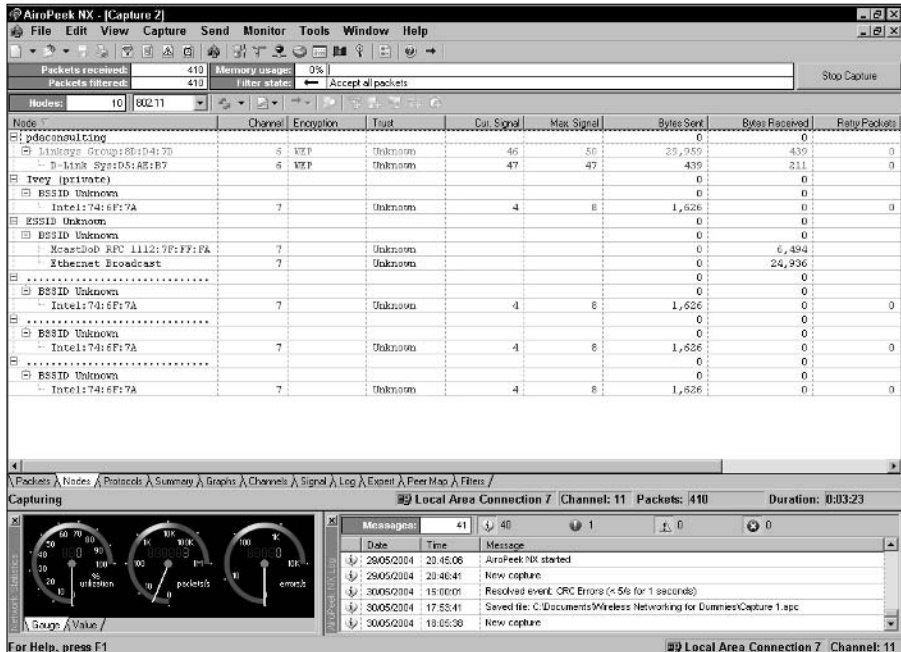 AiroPeek NX - [Capture 2]
File Edit View Capture Send Monitor Tools Window Help
Packets received: 410 Memory usage: 0%
Packets filtered: 410 Filter state: Accept all packets
Stop Capture
Nodes: 10 802.11
Node Channel Encryption Trust Cur. Signal Max. Signal Bytes Sent Bytes Received Retry Packets
pdaconsulting 0 0
Linksys Group:8D:D4:7D 6 WEP Unknown 46 50 29,959 439 0
D-Link Sys:D5:AE:B7 6 WEP Unknown 47 47 439 211 0
Ivey (private) 0 0
BSSID Unknown 0 0
Intel:74:6F:7A 7 Unknown 4 8 1,626 0 0
ESSID Unknown 0 0
BSSID Unknown 0 0
McastDoD RFC 1112:7F:FF:FA 7 Unknown 0 6,494
Ethernet Broadcast 7 Unknown 0 24,936
.............................. 0 0
BSSID Unknown 0 0
Intel:74:6F:7A 7 Unknown 4 8 1,626 0 0
.............................. 0 0
BSSID Unknown 0 0
Intel:74:6F:7A 7 Unknown 4 8 1,626 0 0
.............................. 0 0
BSSID Unknown 0 0
Intel:74:6F:7A 7 Unknown 4 8 1,626 0 0
Packets Nodes Protocols Summary Graphs Channels Signal Log Expert Peer Map Filters
Capturing Local Area Connection 7 Channel: 11 Packets: 410 Duration: 0:03:23
Network Statistics
% utilization
packets/s
errors/s
Gauge Value
AiroPeek NX Log
Messages: 41 40 1 0 0
Date Time Message
29/05/2004 20:45:06 AiroPeek NX started
29/05/2004 20:46:41 New capture
30/05/2004 15:00:01 Resolved event: CRC Errors (< 5/s for 1 seconds)
30/05/2004 17:53:41 Saved file: C:\Documents\Wireless Networking for Dummies\Capture 1.apc
30/05/2004 18:05:38 New capture
For Help, press F1 Local Area Connection 7 Channel: 11